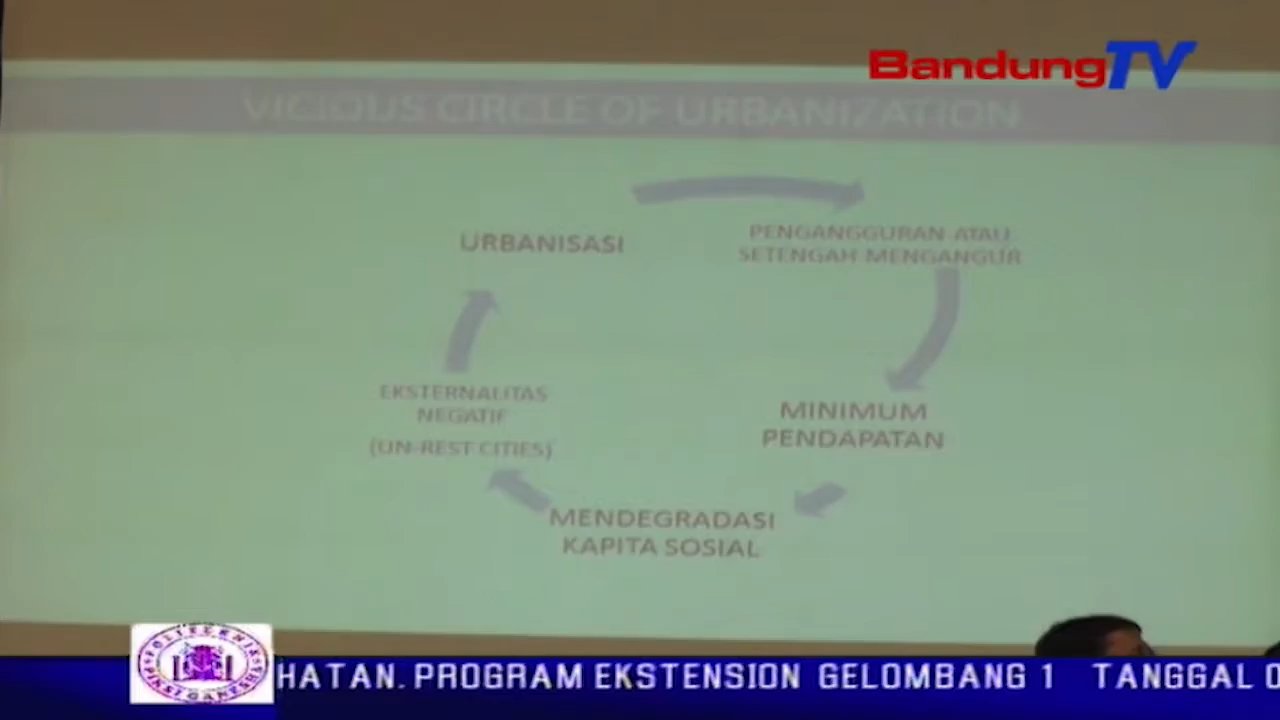 BandungTV
VICIOUS CIRCLE OF URBANIZATION
URBANISASI
PENGANGGURAN ATAU
SETENGAH MENGANGUR
MINIMUM
PENDAPATAN
MENDEGRADASI
KAPITA SOSIAL
EKSTERNALITAS
NEGATIF
(UN-REST CITIES)
HATAN. PROGRAM EKSTENSION GELOMBANG 1 TANGGAL 0